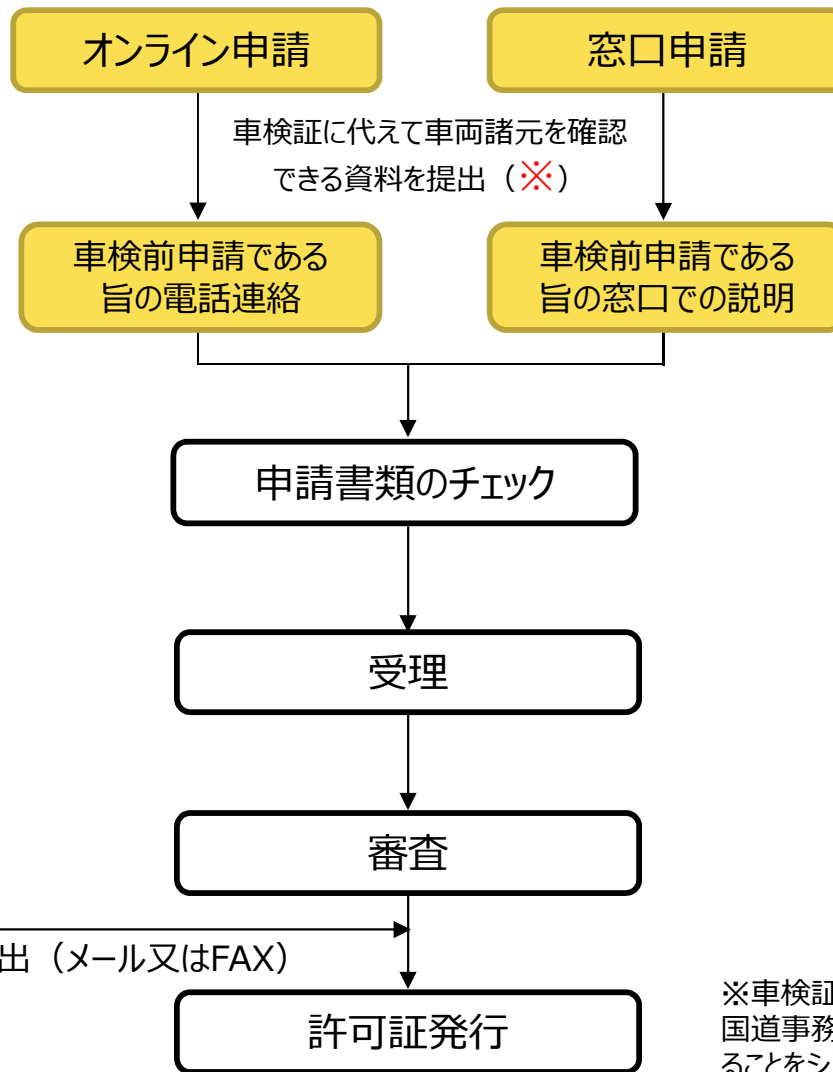 オンライン申請
窓口申請
車検証に代えて車両諸元を確認
できる資料を提出（※）
車検前申請である
旨の電話連絡
車検前申請である
旨の窓口での説明
申請書類のチェック
受理
審査
出（メール又はFAX）
許可証発行
※車検証
国道事務
ることをシ